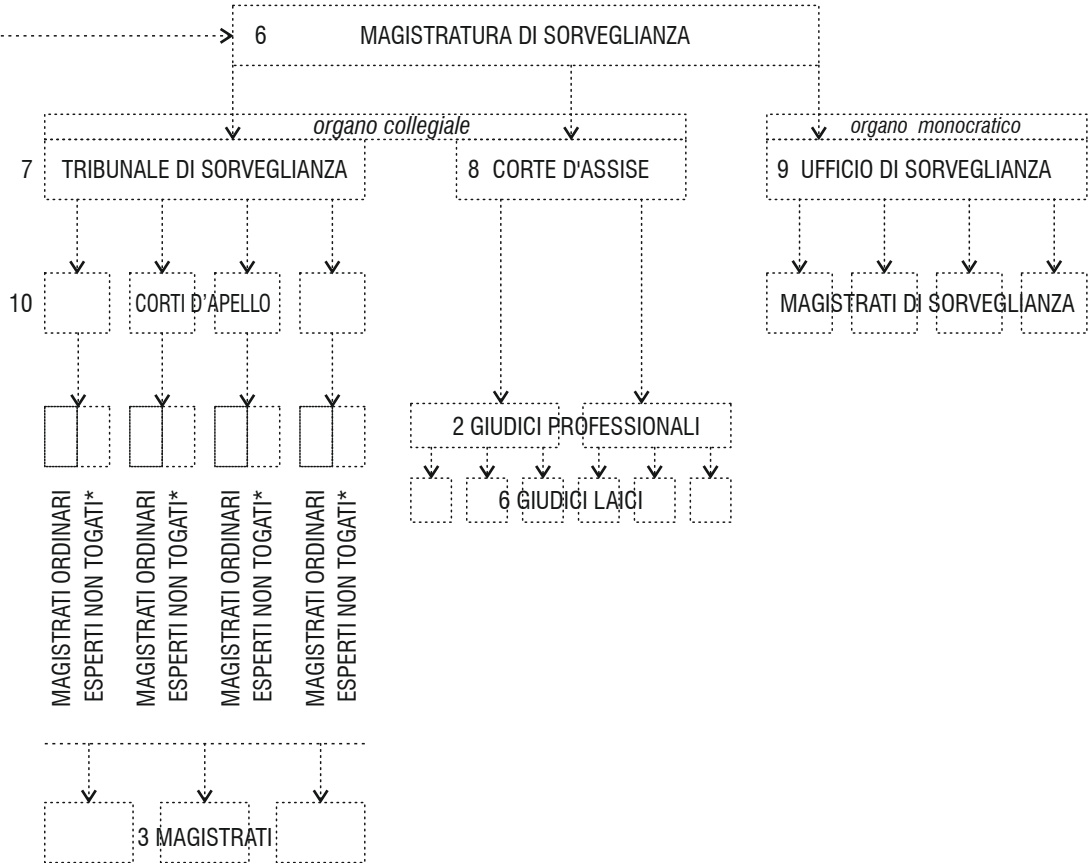 6 MAGISTRATURA DI SORVEGLIANZA
organo collegiale
organo monocratico
7 TRIBUNALE DI SORVEGLIANZA
8 CORTE D'ASSISE
9 UFFICIO DI SORVEGLIANZA
10 CORTI D'APELLO
MAGISTRATI DI SORVEGLIANZA
2 GIUDICI PROFESSIONALI
6 GIUDICI LAICI
MAGISTRATI ORDINARI
ESPERTI NON TOGATI*
MAGISTRATI ORDINARI
ESPERTI NON TOGATI*
MAGISTRATI ORDINARI
ESPERTI NON TOGATI*
MAGISTRATI ORDINARI
ESPERTI NON TOGATI*
3 MAGISTRATI